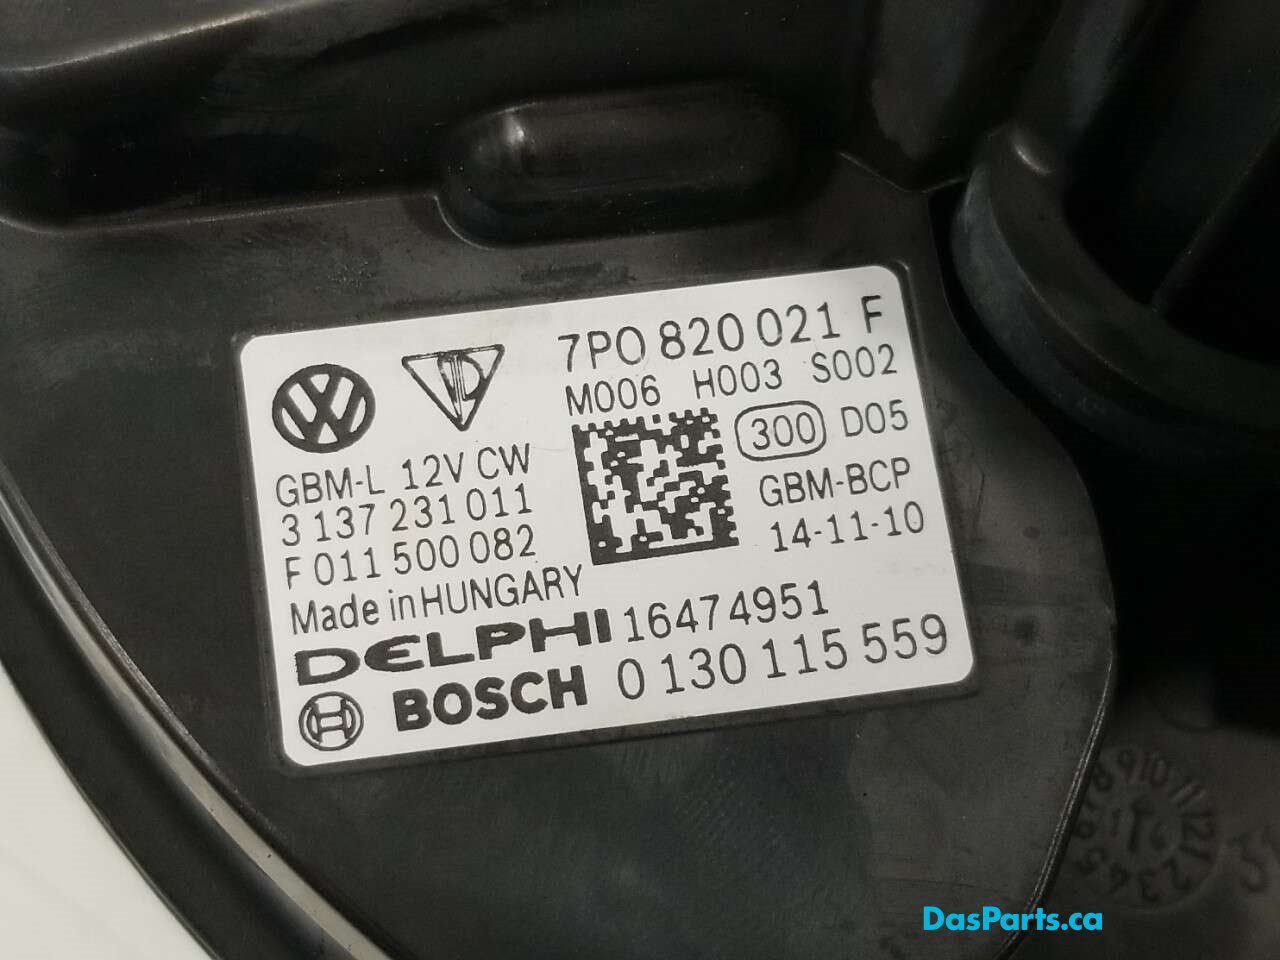 7P0 820 021 F
M006 H003 S002
300 D05
GBM-L 12V CW
GBM-BCP
3 137 231 011
14-11-10
F 011 500 082
Made in HUNGARY
DELPHI 16474951
BOSCH 0 130 115 559
DasParts.ca